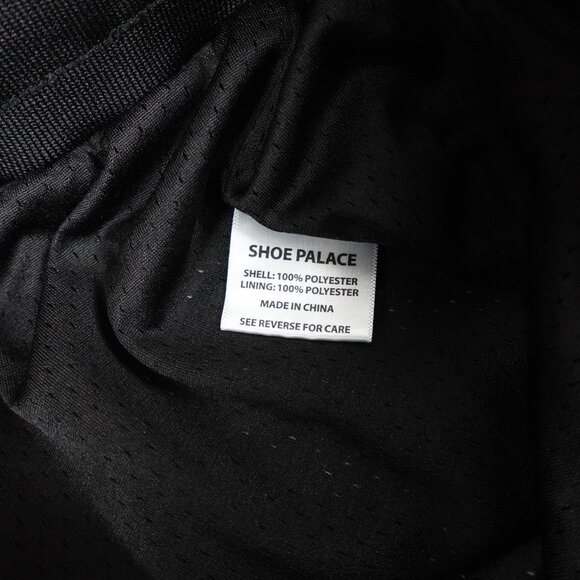 SHOE PALACE
SHELL: 100% POLYESTER
LINING: 100% POLYESTER
MADE IN CHINA
SEE REVERSE FOR CARE